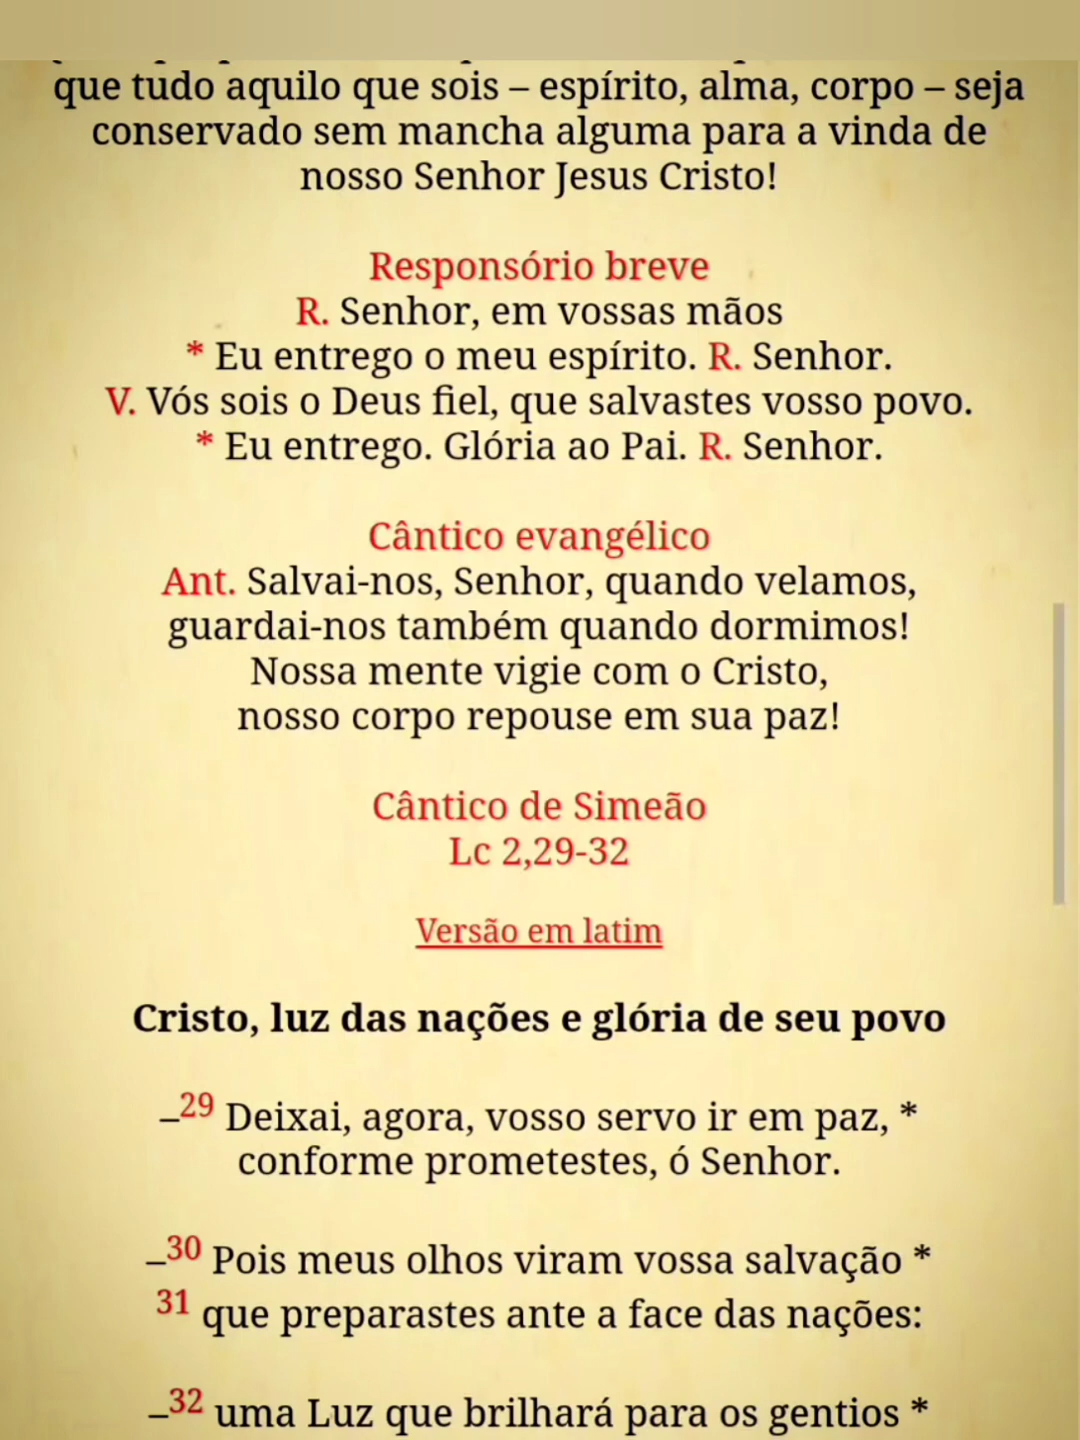 que tudo aquilo que sois – espírito, alma, corpo – seja
conservado sem mancha alguma para a vinda de
nosso Senhor Jesus Cristo!
Responsório breve
R. Senhor, em vossas mãos
* Eu entrego o meu espírito. R. Senhor.
V. Vós sois o Deus fiel, que salvastes vosso povo.
* Eu entrego. Glória ao Pai. R. Senhor.
Cântico evangélico
Ant. Salvai-nos, Senhor, quando velamos,
guardai-nos também quando dormimos!
Nossa mente vigie com o Cristo,
nosso corpo repouse em sua paz!
Cântico de Simeão
Lc 2,29-32
Versão em latim
Cristo, luz das nações e glória de seu povo
–29 Deixai, agora, vosso servo ir em paz, *
conforme prometestes, ó Senhor.
–30 Pois meus olhos viram vossa salvação *
31 que preparastes ante a face das nações:
–32 uma Luz que brilhará para os gentios *